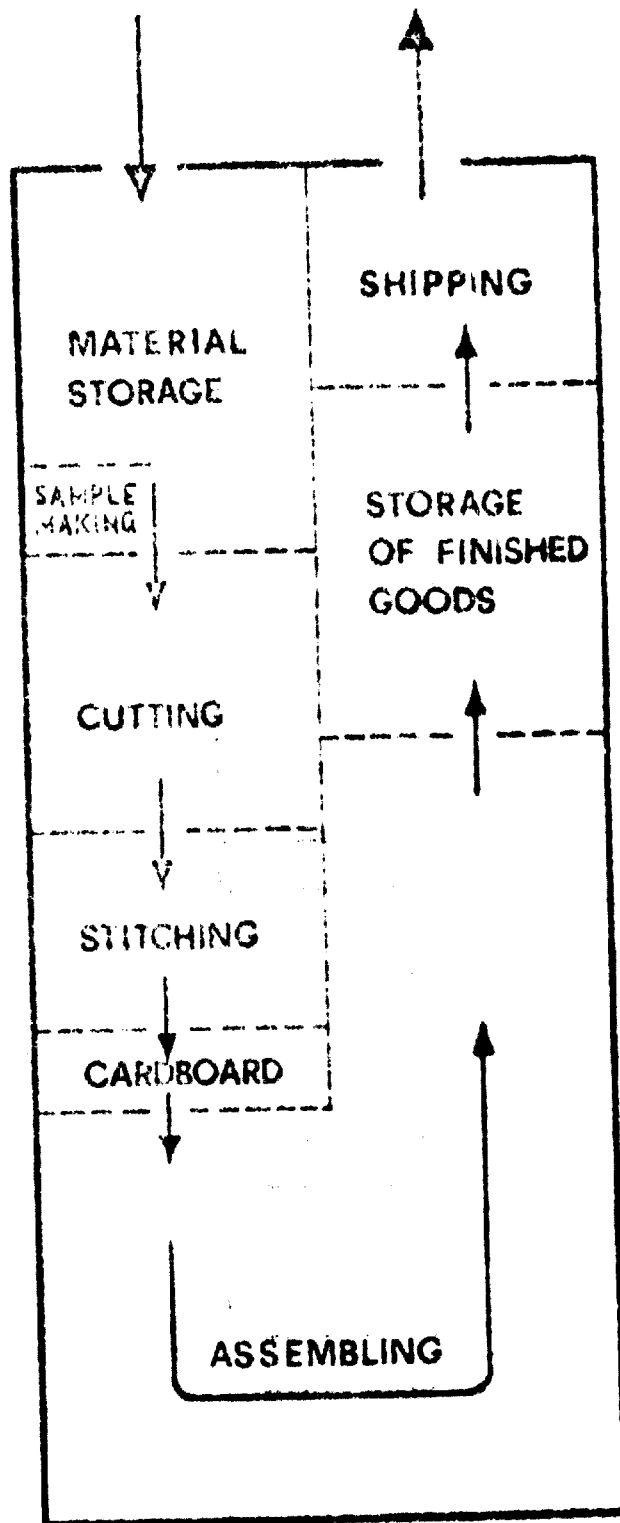 MATERIAL
STORAGE
SAMPLE
MAKING
CUTTING
STITCHING
CARDBOARD
ASSEMBLING
STORAGE
OF FINISHED
GOODS
SHIPPING